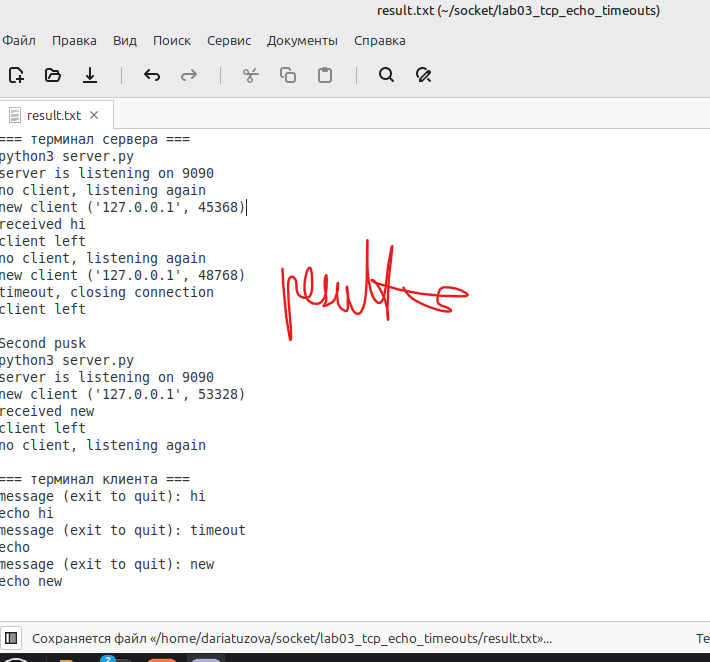 result.txt (~/socket/lab03_tcp_echo_timeouts)
Файл Правка Вид Поиск Сервис Документы Справка
result.txt
=== терминал сервера ===
python3 server.py
server is listening on 9090
no client, listening again
new client ('127.0.0.1', 45368)
received hi
client left
no client, listening again
new client ('127.0.0.1', 48768)
timeout, closing connection
client left
Second pusk
python3 server.py
server is listening on 9090
new client ('127.0.0.1', 53328)
received new
client left
no client, listening again
=== терминал клиента ===
message (exit to quit): hi
echo hi
message (exit to quit): timeout
echo
message (exit to quit): new
echo new
Сохраняется файл «/home/dariatuzova/socket/lab03_tcp_echo_timeouts/result.txt»... Те